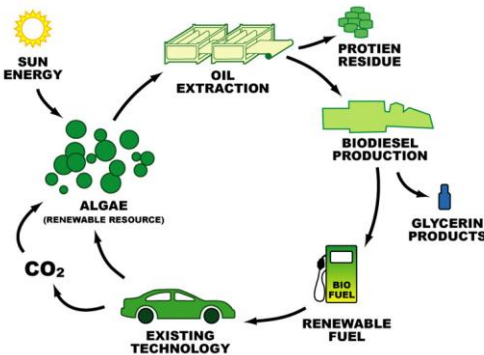 SUN
ENERGY
OIL
EXTRACTION
PROTIEN
RESIDUE
BIODIESEL
PRODUCTION
GLYCERIN
PRODUCTS
BIO
FUEL
RENEWABLE
FUEL
EXISTING
TECHNOLOGY
CO₂
ALGAE
(RENEWABLE RESOURCE)